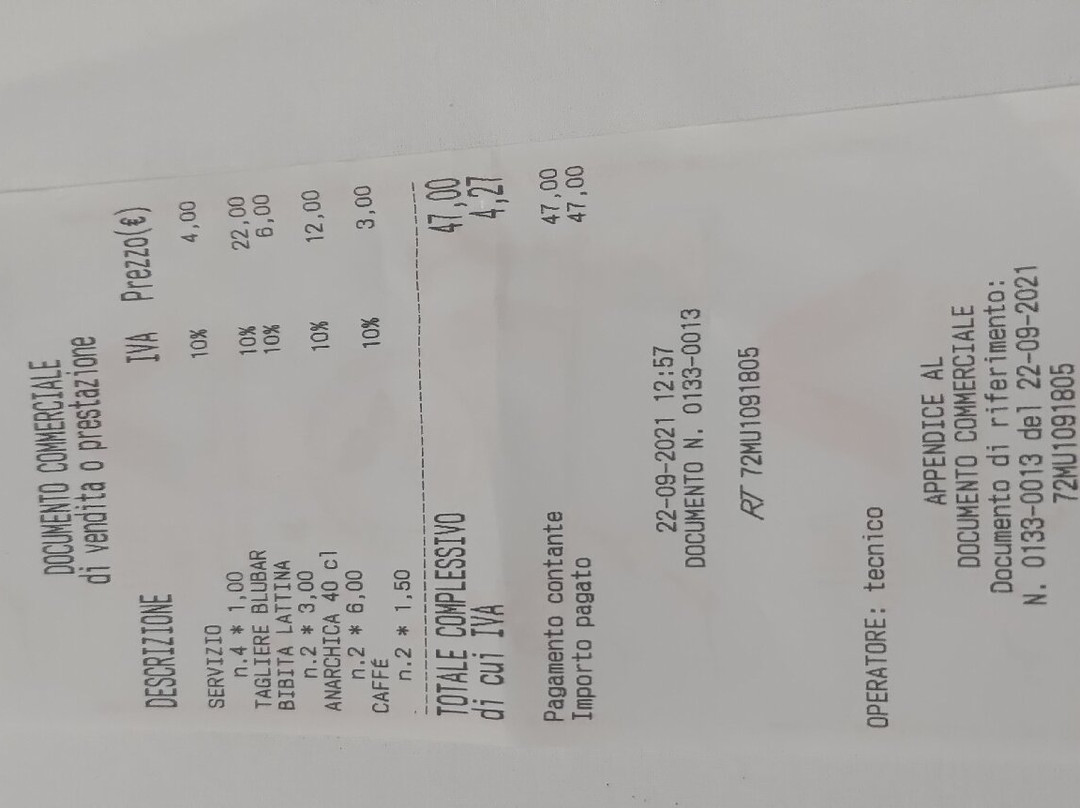 DOCUMENTO COMMERCIALE
di vendita o prestazione
DESCRIZIONE IVA Prezzo(€)
SERVIZIO 10% 4,00
n.4 * 1,00
TAGLIERE BLUBAR 10% 22,00
BIBITA LATTINA 10% 6,00
n.2 * 3,00
ANARCHICA 40 cl 10% 12,00
n.2 * 6,00
CAFFÉ 10% 3,00
n.2 * 1,50
TOTALE COMPLESSIVO 47,00
di cui IVA 4,27
Pagamento contante 47,00
Importo pagato 47,00
22-09-2021 12:57
DOCUMENTO N. 0133-0013
RT 72MU1091805
OPERATORE: tecnico
APPENDICE AL
DOCUMENTO COMMERCIALE
Documento di riferimento:
N. 0133-0013 del 22-09-2021
72MU1091805